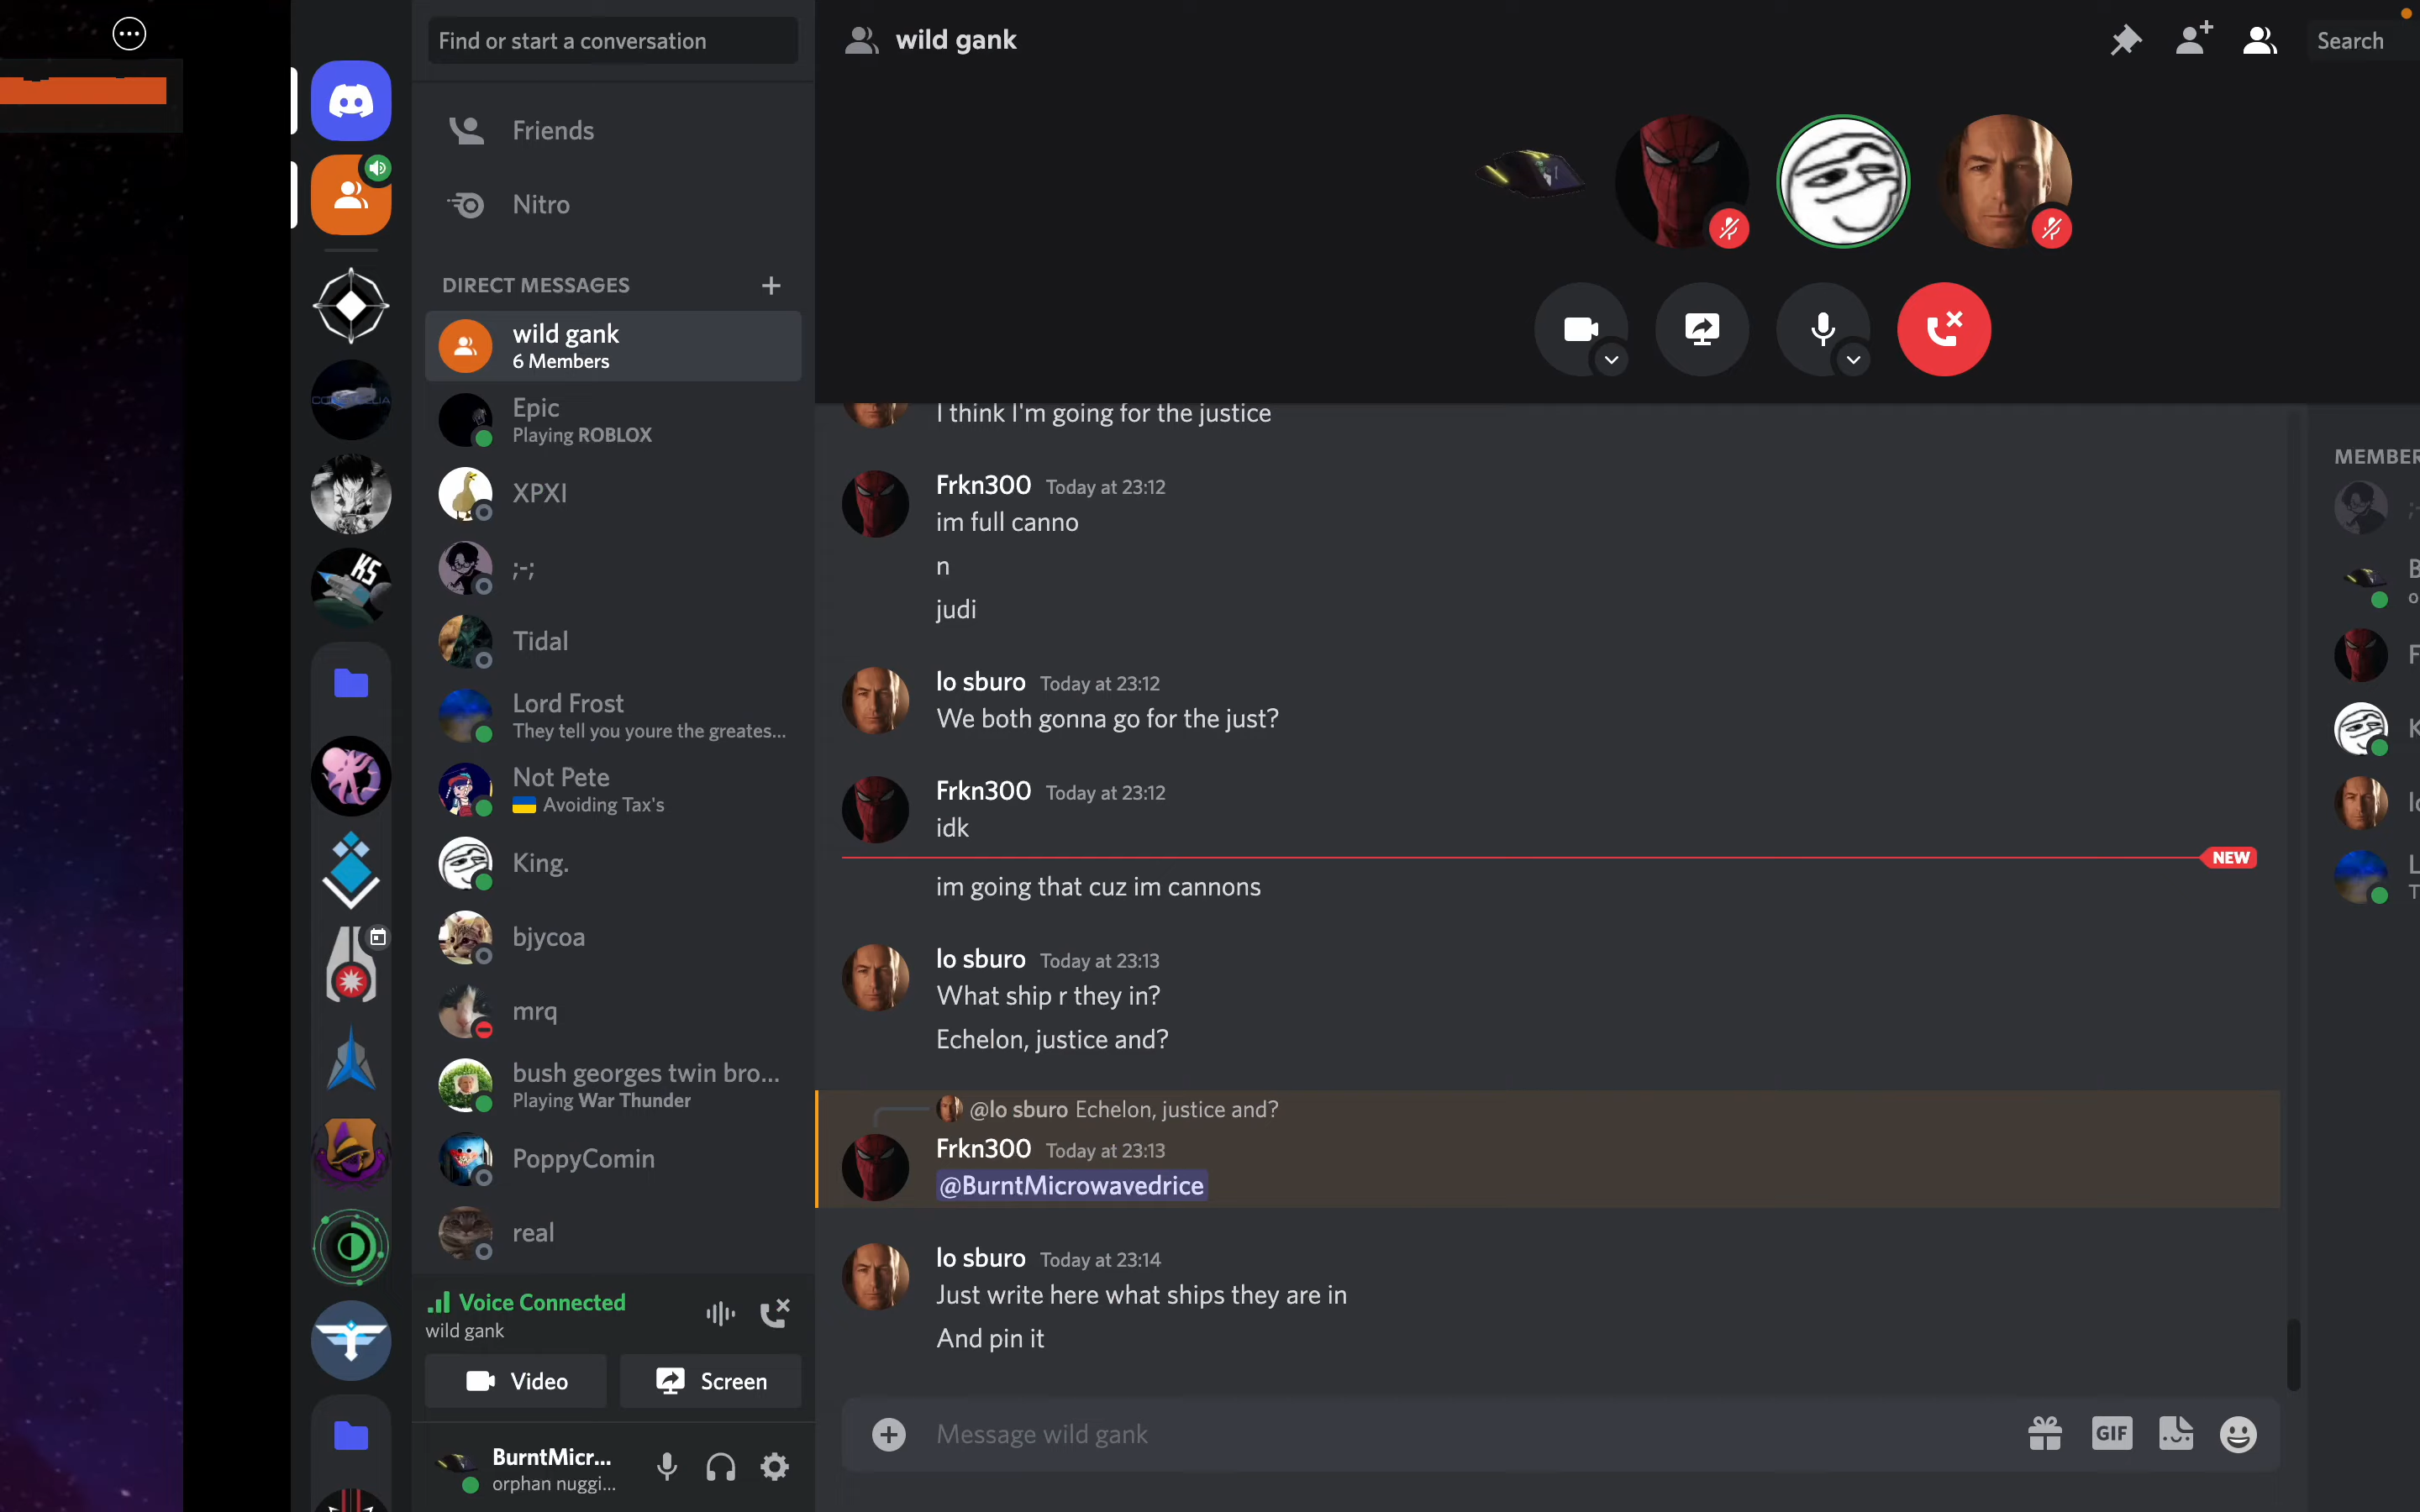 Find or start a conversation
Friends
Nitro
DIRECT MESSAGES
wild gank
6 Members
Epic
Playing ROBLOX
XPXI
;-;
Tidal
Lord Frost
They tell you youre the greates...
Not Pete
Avoiding Tax's
King.
bjycoa
mrq
bush georges twin bro...
Playing War Thunder
PoppyComin
real
Voice Connected
wild gank
Video
Screen
BurntMicr...
orphan nuggi...
KS
wild gank
Search
I think I'm going for the justice
Frkn300 Today at 23:12
im full canno
n
judi
lo sburo Today at 23:12
We both gonna go for the just?
Frkn300 Today at 23:12
idk
NEW
im going that cuz im cannons
lo sburo Today at 23:13
What ship r they in?
Echelon, justice and?
@lo sburo Echelon, justice and?
Frkn300 Today at 23:13
@BurntMicrowavedrice
lo sburo Today at 23:14
Just write here what ships they are in
And pin it
Message wild gank
GIF
MEMBER